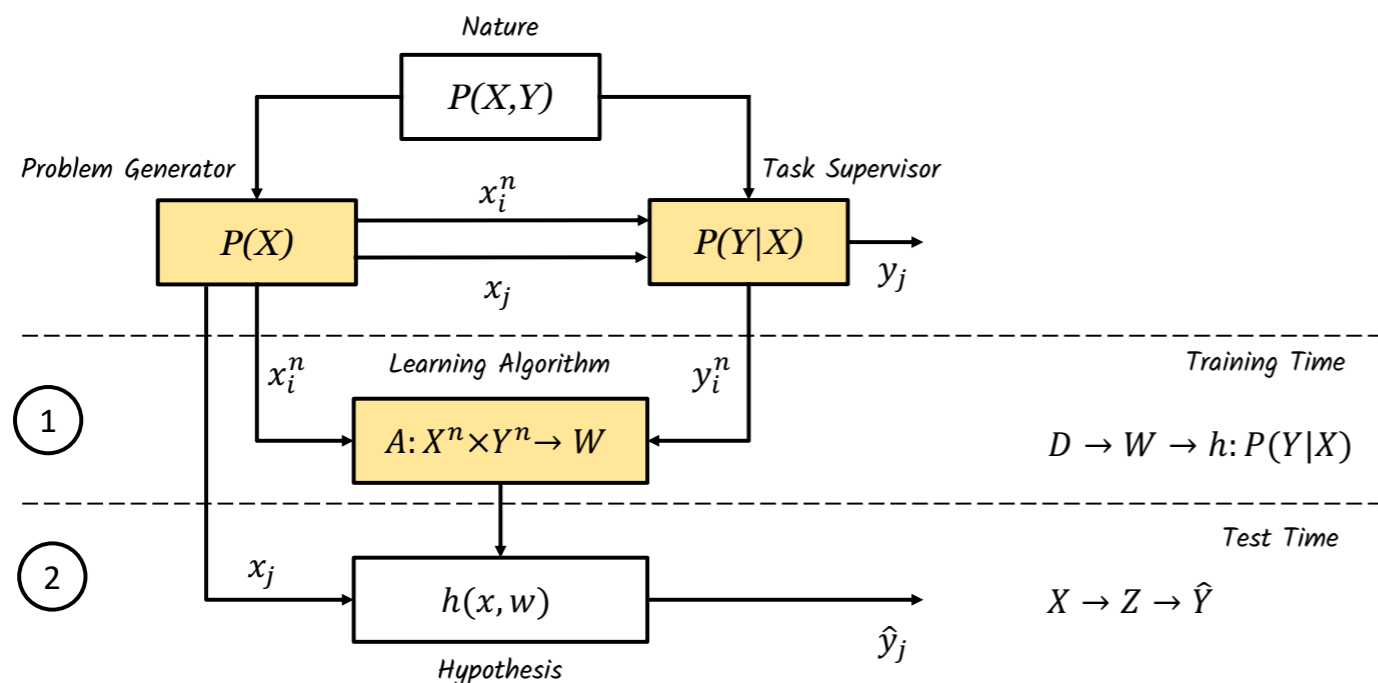 Nature
P(X,Y)
Problem Generator
Task Supervisor
x_i^n
P(X)
P(Y|X)
x_j
y_j
Training Time
x_i^n
Learning Algorithm
y_i^n
1
A: X^n×Y^n→ W
D → W → h: P(Y|X)
Test Time
2
x_j
h(x, w)
X → Z → Ŷ
ŷ_j
Hypothesis